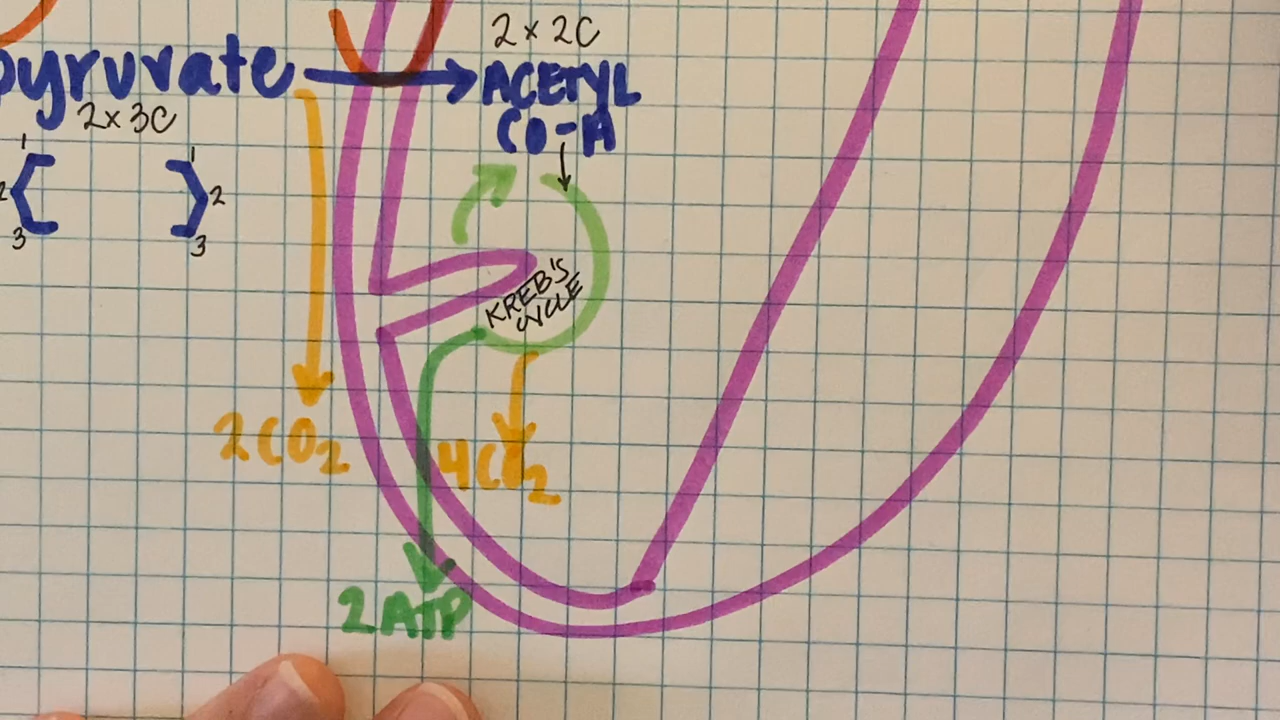 2 x 2C
pyruvate
ACETYL
CO-A
2 x 3C
1
2
3
1
2
3
KREB'S
CYCLE
2CO₂
4CO₂
2ATP